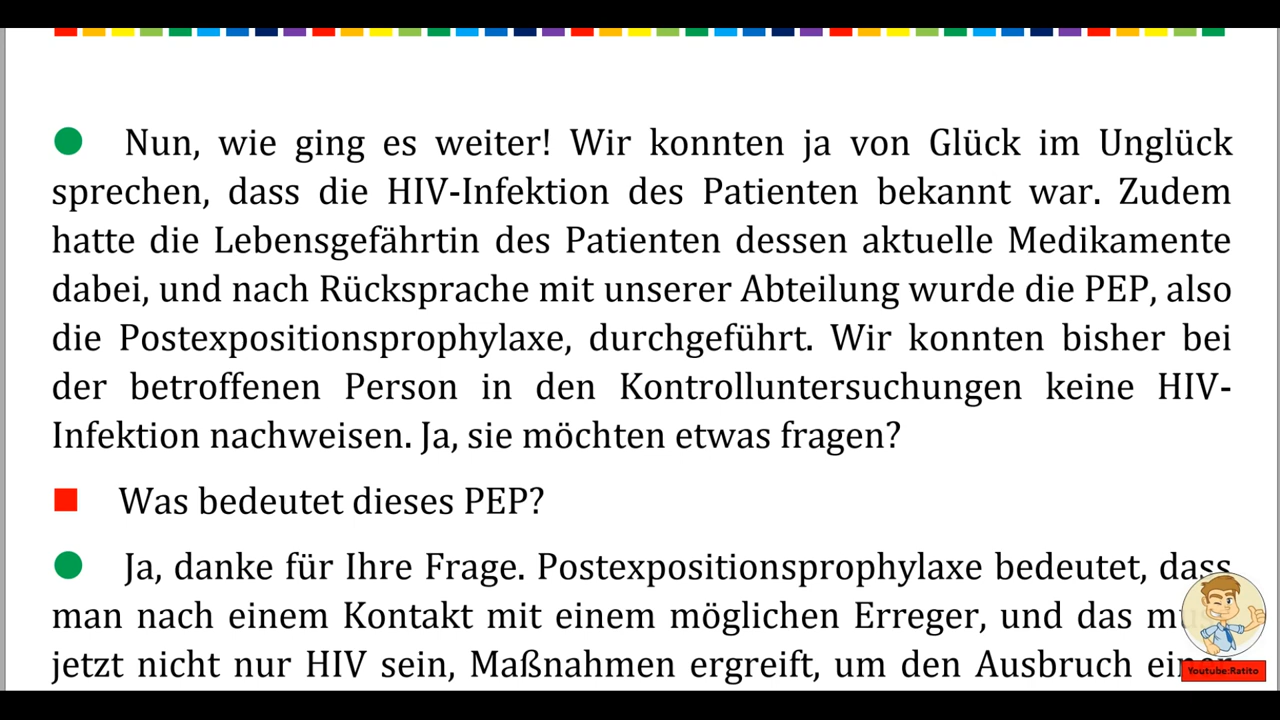 Nun, wie ging es weiter! Wir konnten ja von Glück im Unglück
sprechen, dass die HIV-Infektion des Patienten bekannt war. Zudem
hatte die Lebensgefährtin des Patienten dessen aktuelle Medikamente
dabei, und nach Rücksprache mit unserer Abteilung wurde die PEP, also
die Postexpositionsprophylaxe, durchgeführt. Wir konnten bisher bei
der betroffenen Person in den Kontrolluntersuchungen keine HIV-
Infektion nachweisen. Ja, sie möchten etwas fragen?
Was bedeutet dieses PEP?
Ja, danke für Ihre Frage. Postexpositionsprophylaxe bedeutet, dass
man nach einem Kontakt mit einem möglichen Erreger, und das muss
jetzt nicht nur HIV sein, Maßnahmen ergreift, um den Ausbruch einer
Youtube:Ratito